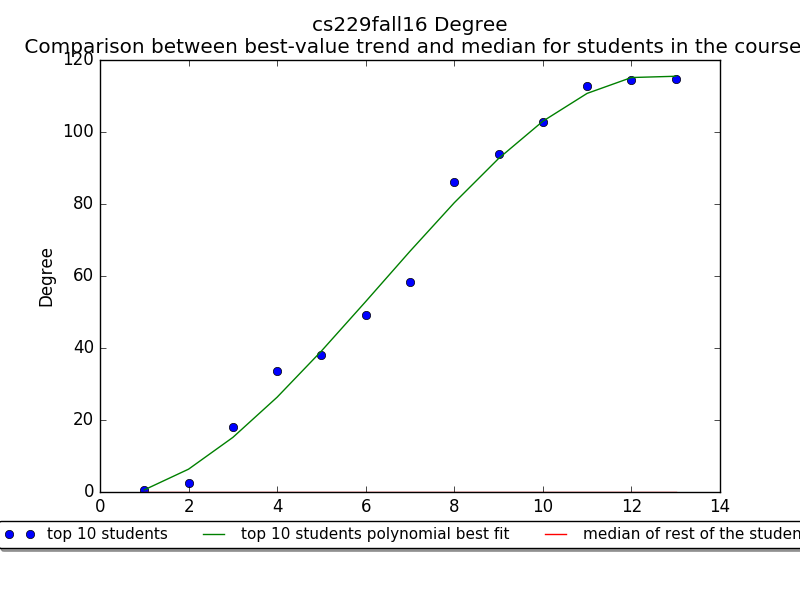 cs229fall16 Degree
Comparison between best-value trend and median for students in the course
120
100
80
60
40
20
0
Degree
0 2 4 6 8 10 12 14
top 10 students top 10 students polynomial best fit median of rest of the studen